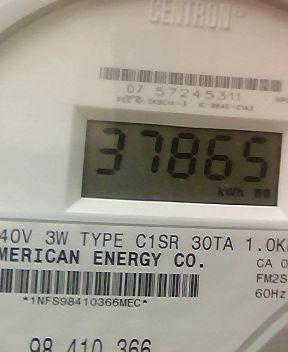 CENTRON®
07 57245311
37865
kWh
40V 3W TYPE C1SR 30TA 1.0K
MERICAN ENERGY CO.
CA 0
FM2S
*1NFS98410366MEC*
60Hz
98 410 366